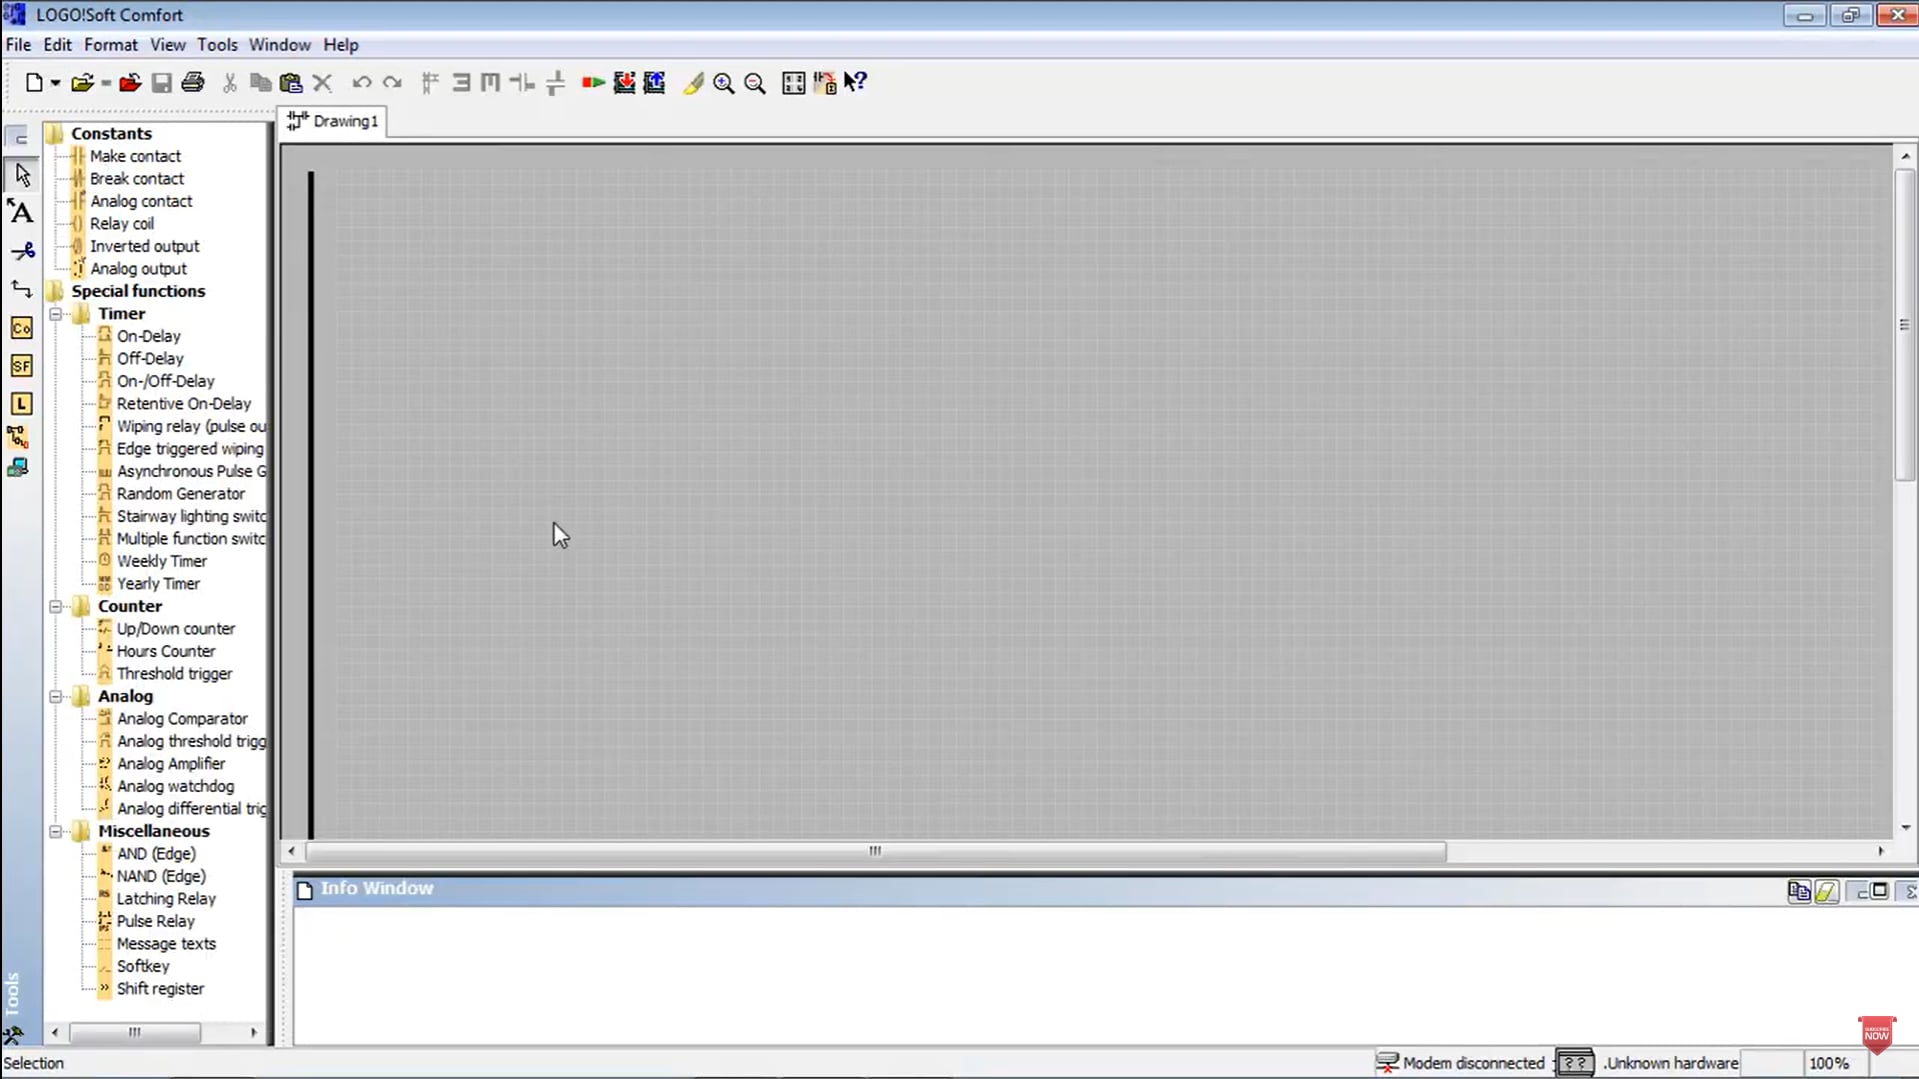 LOGO!Soft Comfort
File Edit Format View Tools Window Help
Drawing1
Constants
Make contact
Break contact
Analog contact
Relay coil
Inverted output
Analog output
Special functions
Timer
On-Delay
Off-Delay
On-/Off-Delay
Retentive On-Delay
Wiping relay (pulse ou
Edge triggered wiping
Asynchronous Pulse G
Random Generator
Stairway lighting switc
Multiple function switc
Weekly Timer
Yearly Timer
Counter
Up/Down counter
Hours Counter
Threshold trigger
Analog
Analog Comparator
Analog threshold trigg
Analog Amplifier
Analog watchdog
Analog differential trig
Miscellaneous
AND (Edge)
NAND (Edge)
Latching Relay
Pulse Relay
Message texts
Softkey
Shift register
A
Co
SF
L
Tools
Info Window
SUBSCRIBE
NOW
Selection
Modem disconnected
??
.Unknown hardware
100%